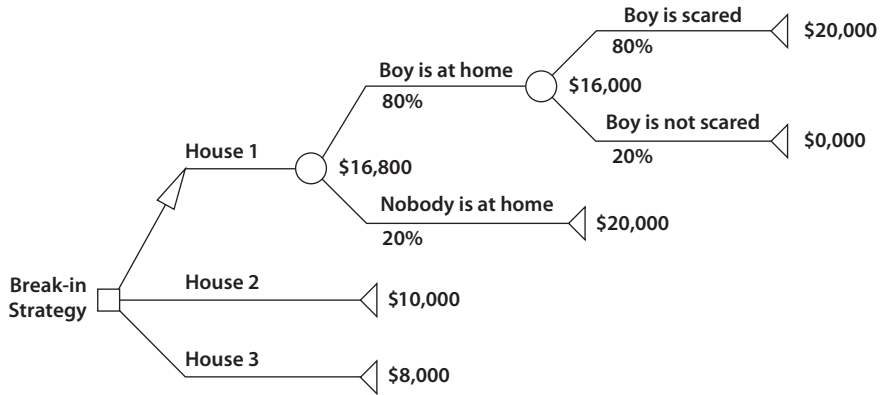 Boy is scared
80%
$20,000
Boy is at home
80%
$16,000
Boy is not scared
20%
$0,000
House 1
$16,800
Nobody is at home
20%
$20,000
Break-in
Strategy
House 2
$10,000
House 3
$8,000